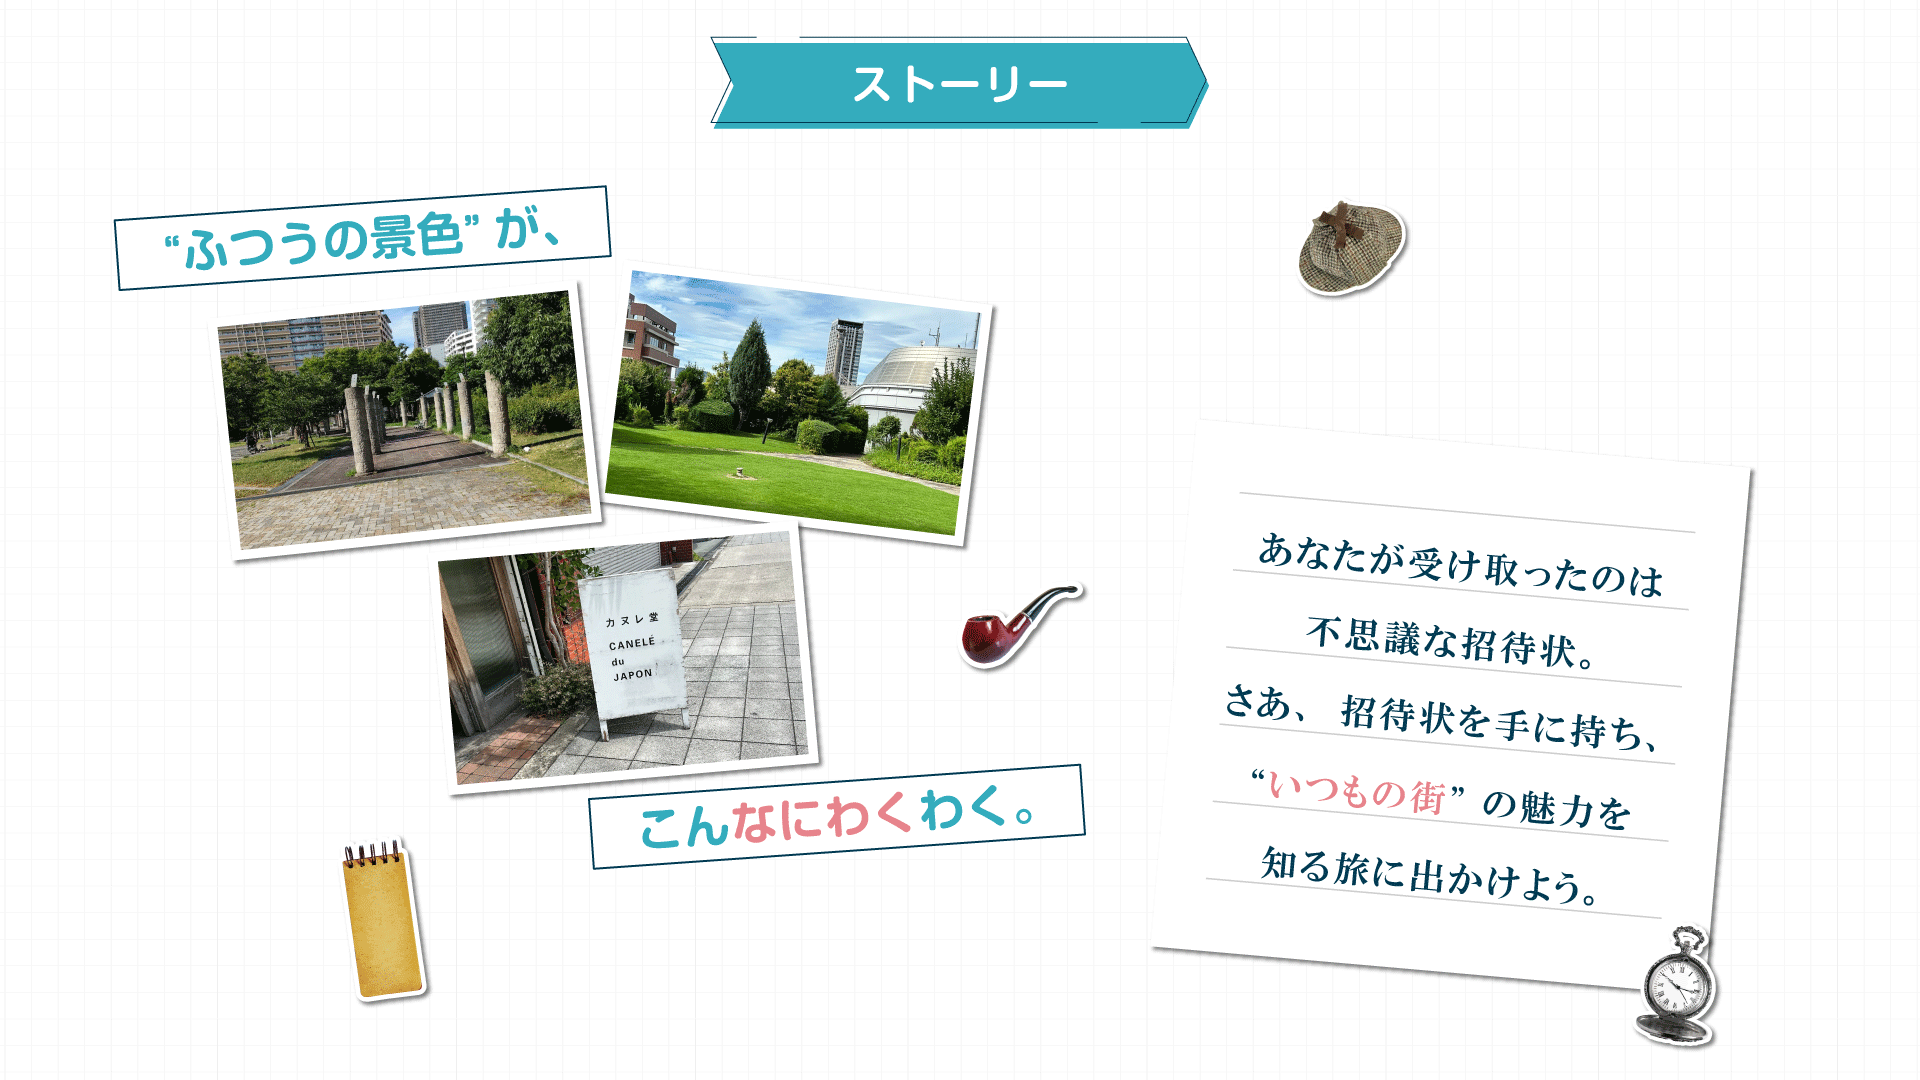 ストーリー
“ふつうの景色” が、
カヌレ堂
CANELÉ
du
JAPON
こんなにわくわく。
あなたが受け取ったのは
不思議な招待状。
さあ、 招待状を手に持ち、
“いつもの街” の魅力を
知る旅に出かけよう。